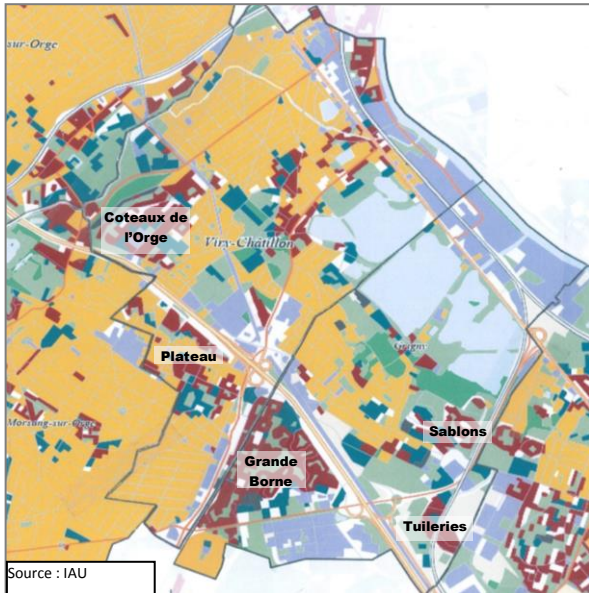 sur-Orge
Coteaux de
l'Orge
Viry-Châtillon
Plateau
Grigny
Morsang-sur-Orge
Sablons
Grande
Borne
Tuileries
Source : IAU